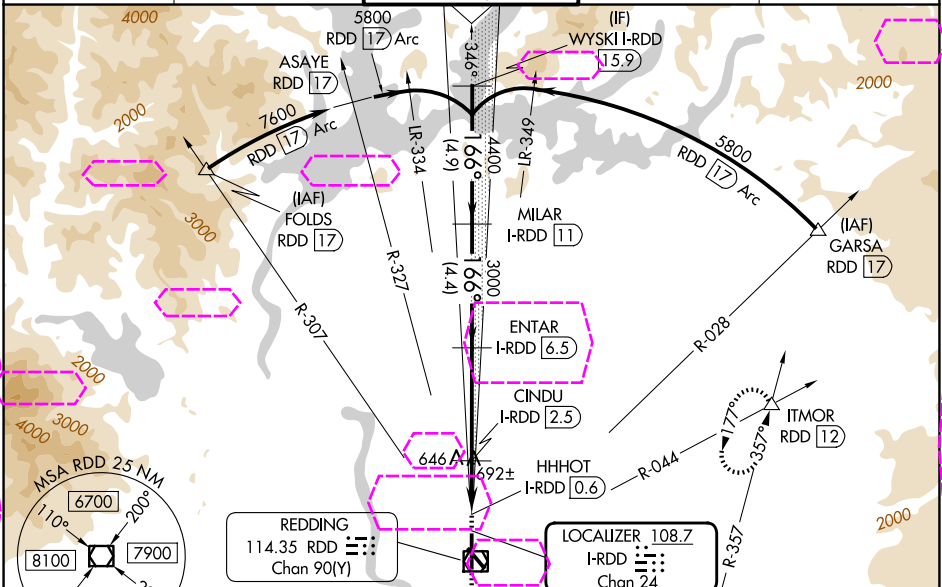 4000
5800
RDD 17 Arc
(IF)
WYSKI I-RDD
15.9
346°
ASAYE
RDD 17
2000
2000
7600
RDD 17 Arc
LR-334
166°
(4.9)
4400
LR-349
5800
RDD 17 Arc
(IAF)
FOLDS
RDD 17
3000
MILAR
I-RDD 11
(IAF)
GARSA
RDD 17
R-327
166°
(4.4)
3000
R-307
ENTAR
I-RDD 6.5
R-028
2000
3000
4000
CINDU
I-RDD 2.5
177°
357°
ITMOR
RDD 12
646
692±
HHHOT
I-RDD 0.6
R-044
MSA RDD 25 NM
6700
110°
200°
8100
7900
REDDING
114.35 RDD
Chan 90(Y)
LOCALIZER 108.7
I-RDD
Chan 24
R-357
2000